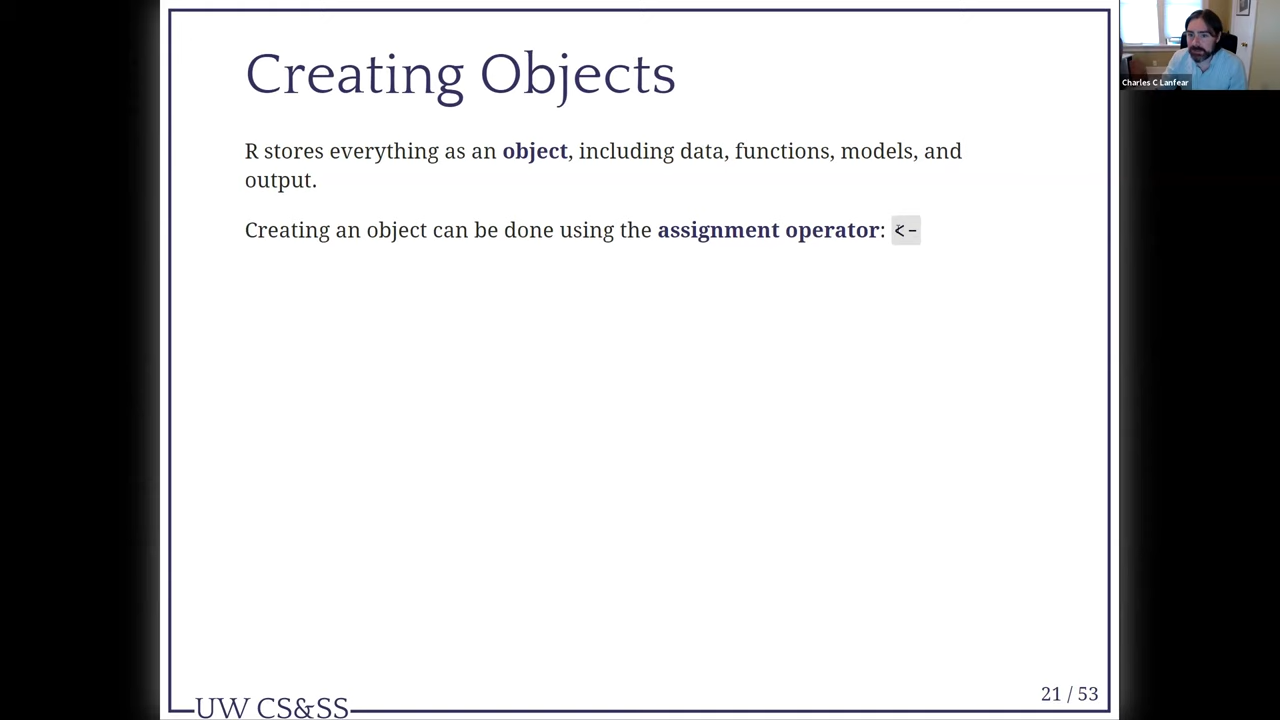 Creating Objects
Charles C Lanfear
R stores everything as an object, including data, functions, models, and
output.
Creating an object can be done using the assignment operator: <-
21 / 53
UW CS&SS